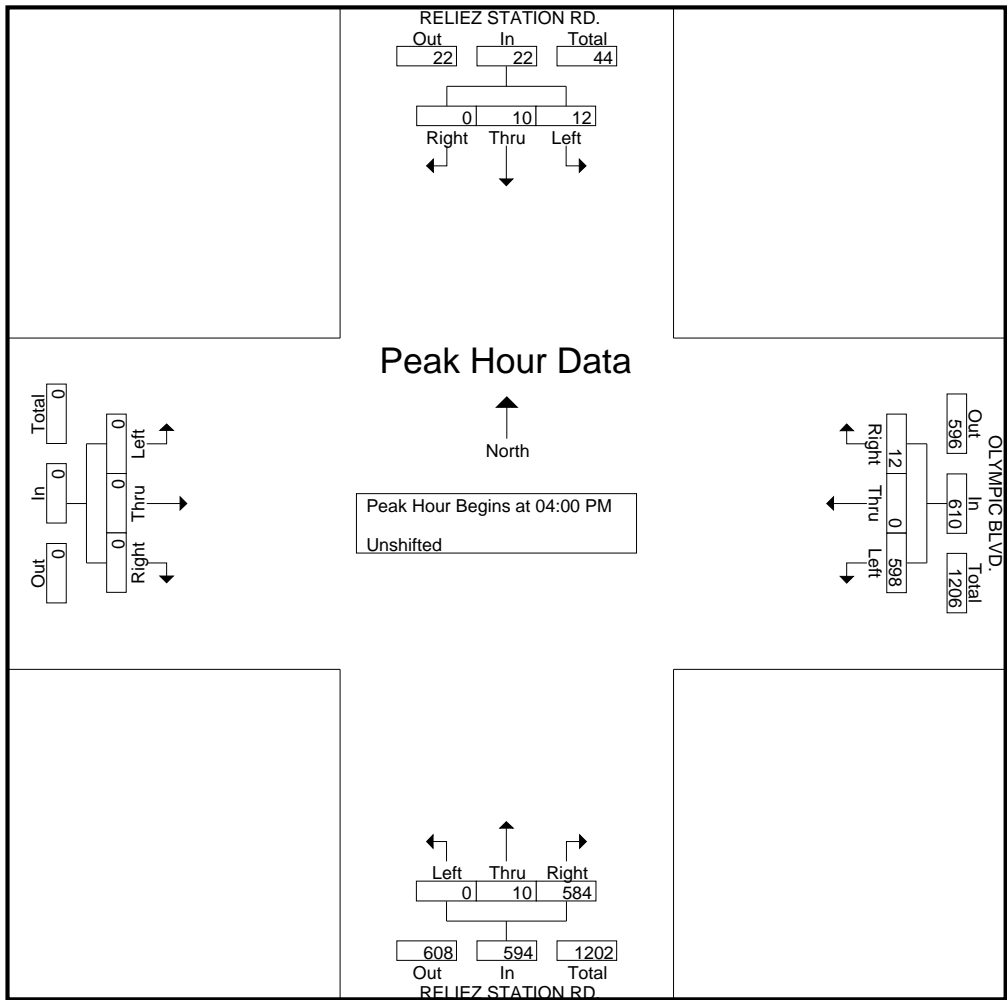 RELIEZ STATION RD.
Out In Total
22 22 44
0 10 12
Right Thru Left
Peak Hour Data
North
Peak Hour Begins at 04:00 PM
Unshifted
Total In Out
0 0 0
0 0 0
Left Thru Right
OLYMPIC BLVD.
Out In Total
596 610 1206
12 0 598
Right Thru Left
Left Thru Right
0 10 584
608 594 1202
Out In Total
RELIEZ STATION RD.